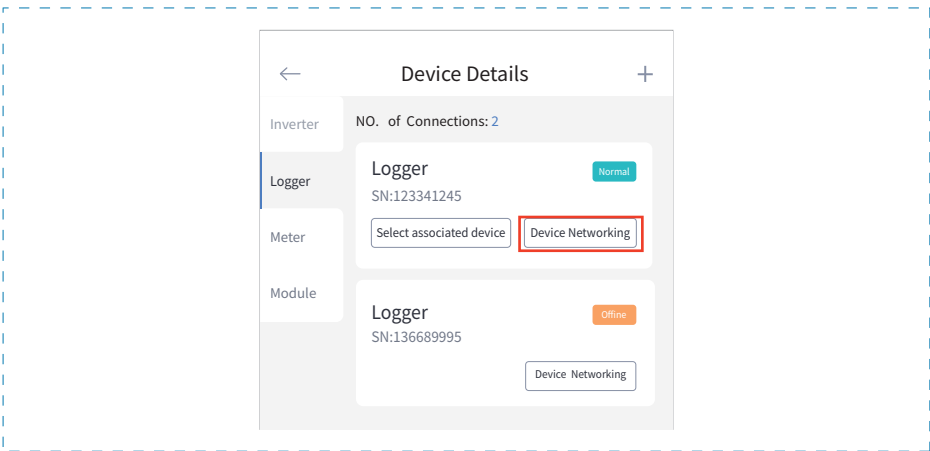 Device Details
Inverter
Logger
Meter
Module
NO. of Connections: 2
Logger
Normal
SN:123341245
Select associated device
Device Networking
Logger
Offine
SN:136689995
Device Networking